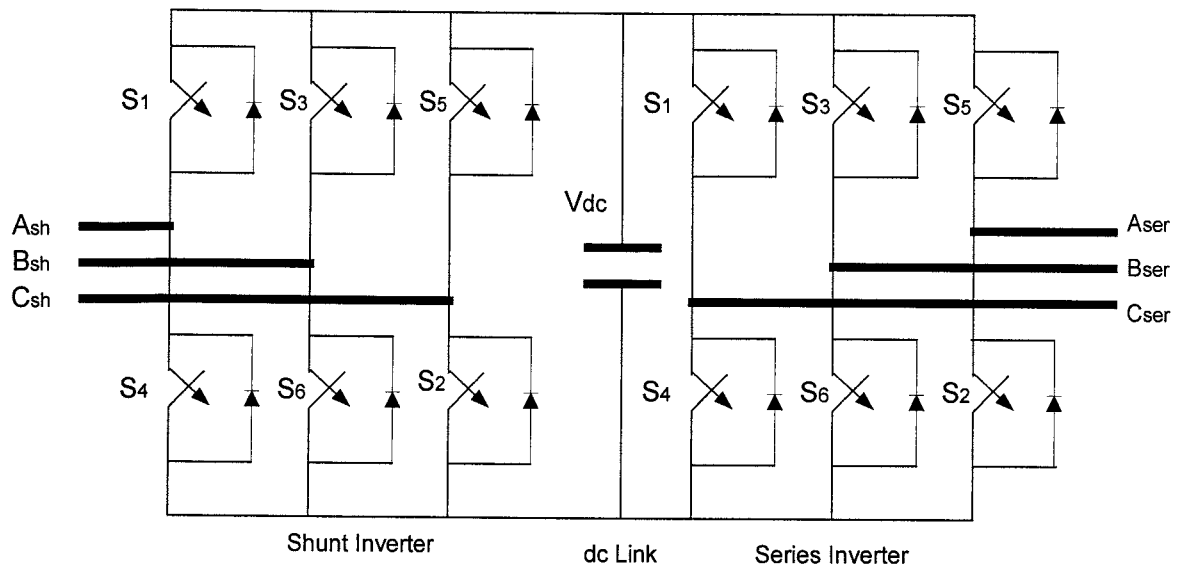 S1
S3
S5
S1
S3
S5
Vdc
Ash
Bsh
Csh
Aser
Bser
Cser
S4
S6
S2
S4
S6
S2
Shunt Inverter
dc Link
Series Inverter